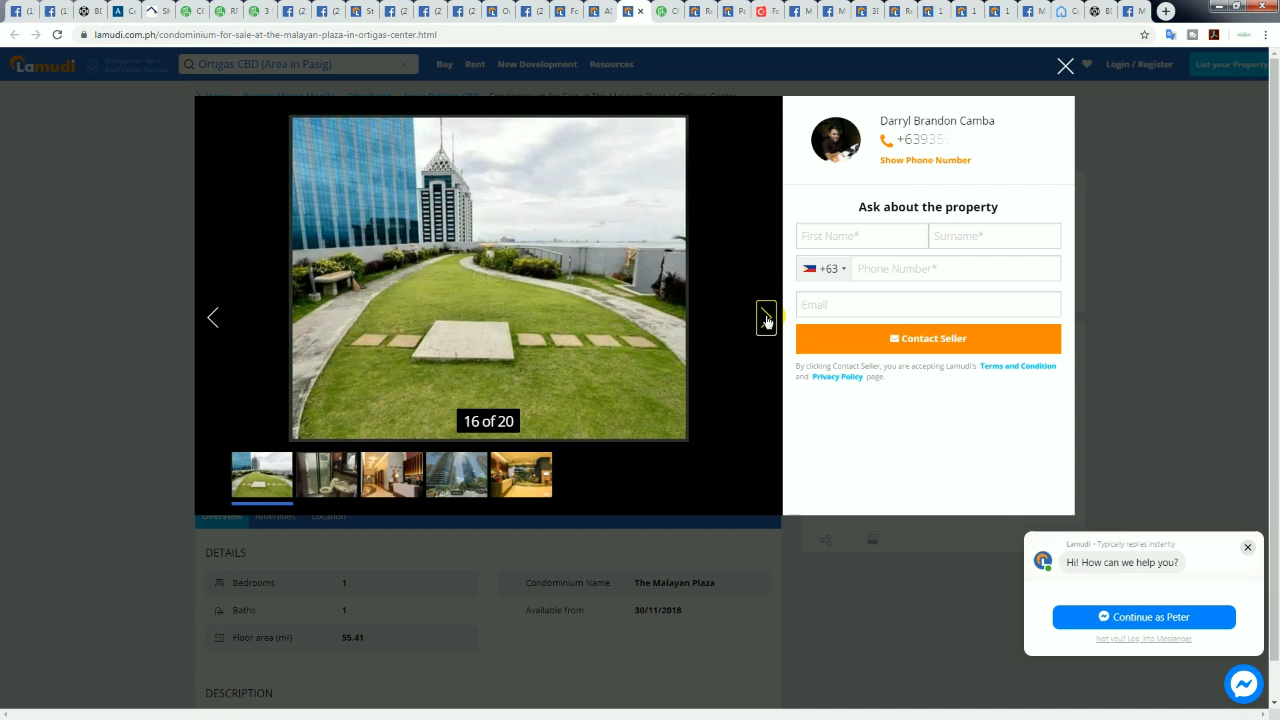 lamudi.com.ph/condominium-for-sale-at-the-malayan-plaza-in-ortigas-center.html
Lamudi
Ortigas CBD (Area in Pasig)
Buy
Rent
New Development
Resources
Login / Register
List your Property
Darryl Brandon Camba
+63935
Show Phone Number
Ask about the property
First Name*
Surname*
+63
Phone Number*
Email
Contact Seller
By clicking Contact Seller, you are accepting Lamudi's Terms and Condition
and Privacy Policy page.
16 of 20
Overview
Amenities
Location
DETAILS
Bedrooms
1
Condominium Name
The Malayan Plaza
Baths
1
Available from
30/11/2018
Floor area (m²)
55.41
DESCRIPTION
Lamudi • Typically replies instantly
Hi! How can we help you?
Continue as Peter
Not you? Log into Messenger